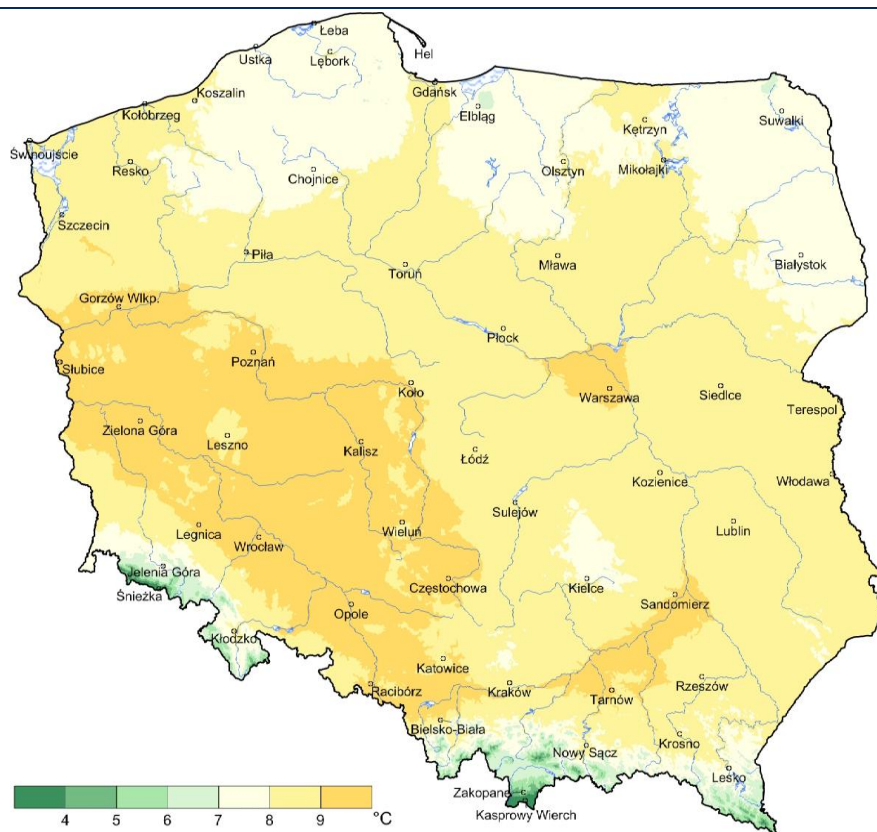 Łeba
Ustka
Hel
Lębork
Gdańsk
Koszalin
Kołobrzeg
Elbląg
Kętrzyn
Suwałki
Świnoujście
Resko
Chojnice
Olsztyn
Mikołajki
Szczecin
Piła
Toruń
Mława
Białystok
Gorzów Wlkp.
Płock
Słubice
Poznań
Koło
Warszawa
Siedlce
Terespol
Zielona Góra
Leszno
Kalisz
Łódź
Kozienice
Włodawa
Sulejów
Legnica
Wrocław
Wieluń
Lublin
Jelenia Góra
Śnieżka
Częstochowa
Kielce
Sandomierz
Opole
Kłodzko
Katowice
Racibórz
Kraków
Tarnów
Rzeszów
Bielsko-Biała
Nowy Sącz
Krosno
Lesko
Zakopane
Kasprowy Wierch
4 5 6 7 8 9 °C